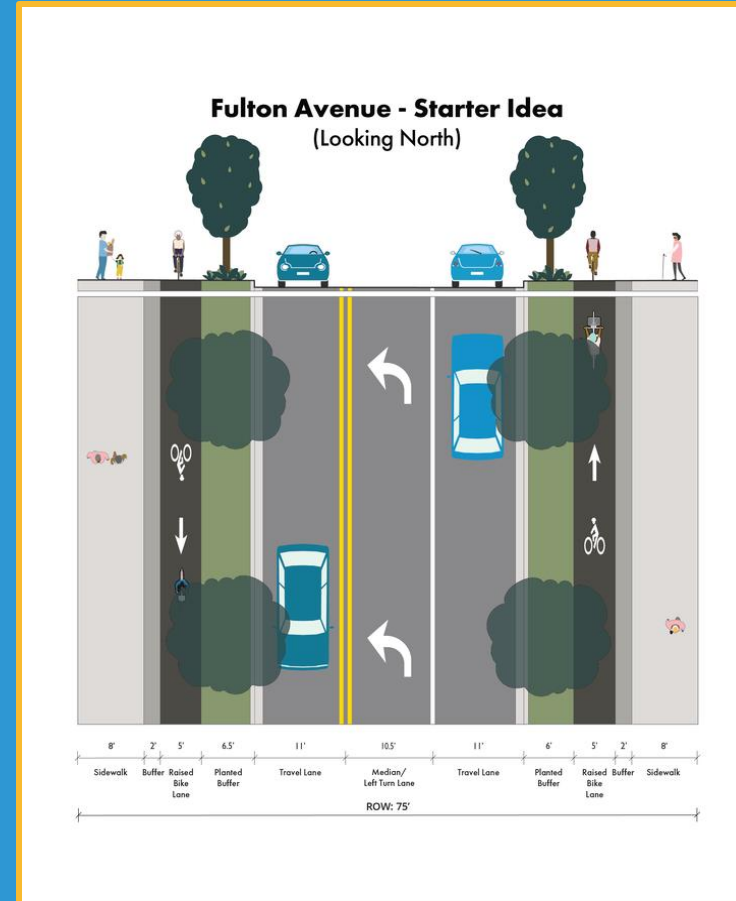 Fulton Avenue - Starter Idea
(Looking North)
8' 2' 5' 6.5' 11' 10.5' 11' 6' 5' 2' 8'
Sidewalk Buffer Raised Bike Lane Planted Buffer Travel Lane Median/ Left Turn Lane Travel Lane Planted Buffer Raised Bike Lane Buffer Sidewalk
ROW: 75'